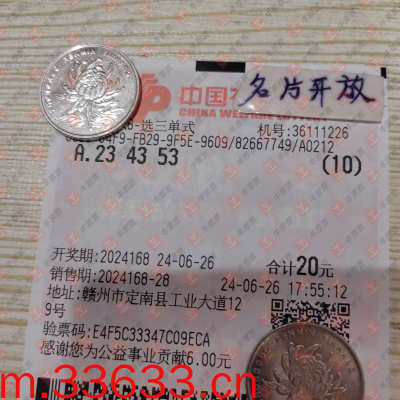 中国
CHINA WELFARE
名片开放
选三单式
机号:36111226
84F9-FB29-9F5E-9609/82667749/A0212
A.23 43 53
(10)
开奖期:2024168 24-06-26
合计20元
销售期:2024168-28
24-06-26 17:55:12
地址:赣州市定南县工业大道12
9号
验票码:E4F5C33347C09ECA
感谢您为公益事业贡献6.00元
m.33633.cn